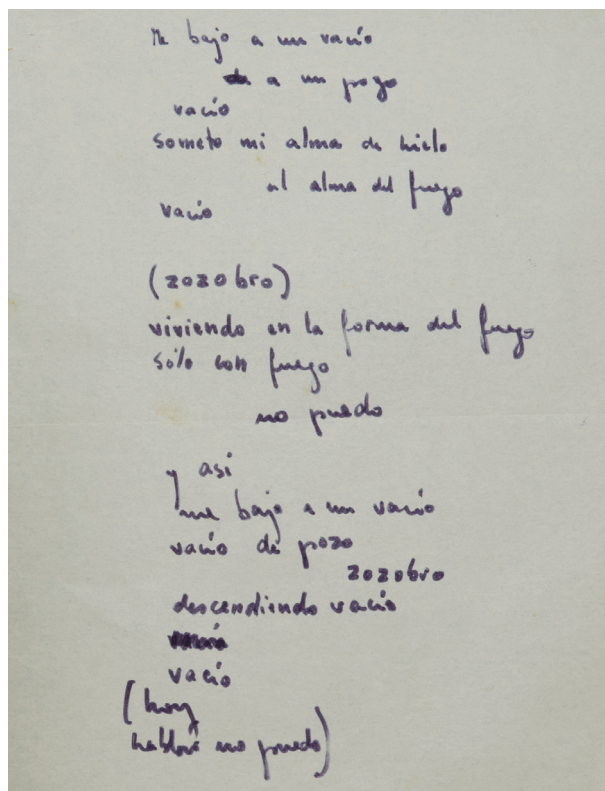 me bajo a un vacío
a un pozo
vacío
someto mi alma de hielo
al alma del fuego
vacío
(zozobro)
viviendo en la forma del fuego
sólo con fuego
no puedo
y así
me bajo a un vacío
vacío de pozo
zozobro
descendiendo vacío
vacío
(hoy
hablar no puedo)